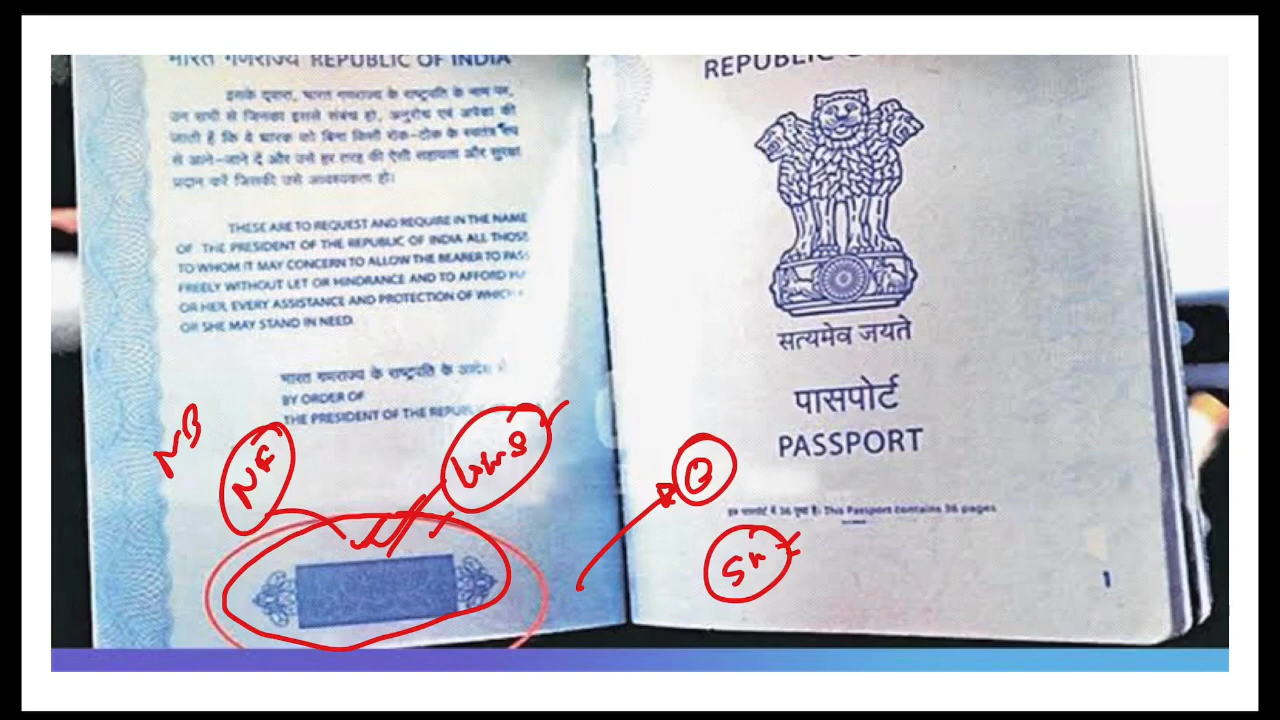 भारत गणराज्य REPUBLIC OF INDIA
इसके द्वारा, भारत गणराज्य के राष्ट्रपति के नाम पर,
उन सभी से जिनका इससे संबंध हो, अनुरोध एवं अपेक्षा की
जाती है कि वे धारक को बिना किसी रोक-टोक के स्वतंत्र रूप
से आने-जाने दें और उसे हर तरह की ऐसी सहायता और सुरक्षा
प्रदान करें जिसकी उसे आवश्यकता हो।
THESE ARE TO REQUEST AND REQUIRE IN THE NAME
OF THE PRESIDENT OF THE REPUBLIC OF INDIA ALL THOSE
TO WHOM IT MAY CONCERN TO ALLOW THE BEARER TO PASS
FREELY WITHOUT LET OR HINDRANCE AND TO AFFORD
OR HER, EVERY ASSISTANCE AND PROTECTION OF WHICH
OR SHE MAY STAND IN NEED.
भारत गणराज्य के राष्ट्रपति के आदेश से
BY ORDER OF
THE PRESIDENT OF THE REPUBLIC
NB
NF
REPUBLIC
सत्यमेव जयते
पासपोर्ट
PASSPORT
B
इस पासपोर्ट में 36 पृष्ठ हैं। This Passport contains 36 pages
1